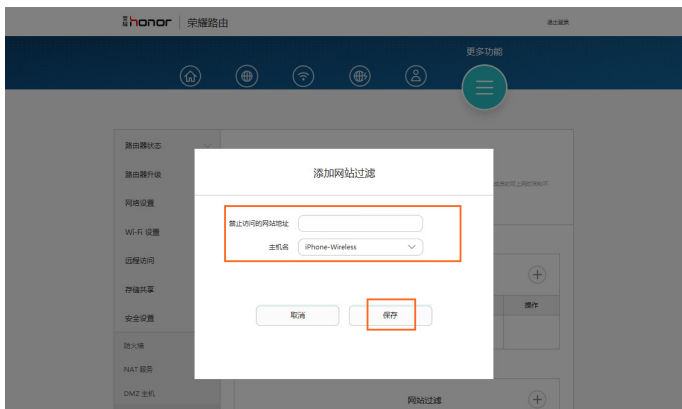 荣耀 honor 荣耀路由 退出登录
更多功能
路由器状态
路由器升级
网络设置
Wi-Fi 设置
远程访问
存储共享
安全设置
防火墙
NAT 服务
DMZ 主机
添加网站过滤
禁止访问的网站地址
主机名 iPhone-Wireless
取消 保存
操作
网站过滤